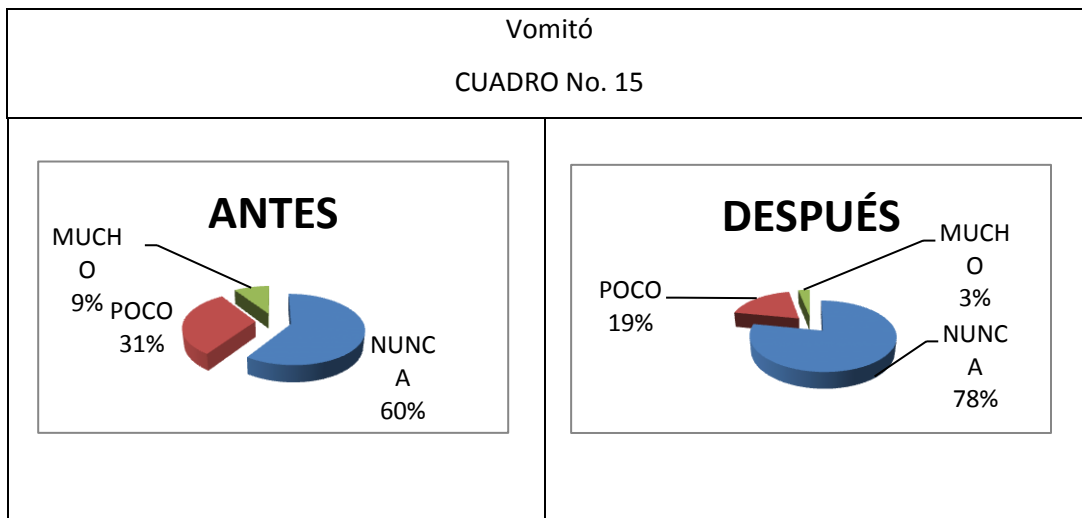 Vomitó
CUADRO No. 15
ANTES
MUCH
O
9%
POCO
31%
NUNC
A
60%
DESPUÉS
MUCH
O
3%
POCO
19%
NUNC
A
78%